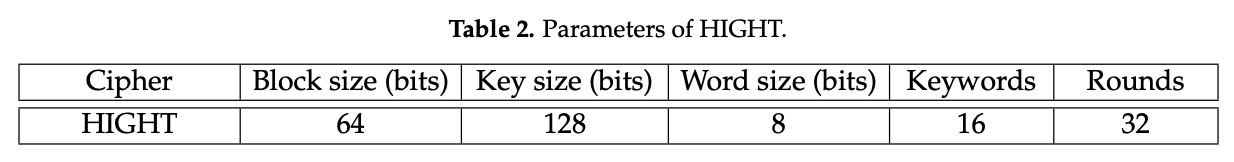 Table 2. Parameters of HIGHT.
Cipher Block size (bits) Key size (bits) Word size (bits) Keywords Rounds
HIGHT 64 128 8 16 32